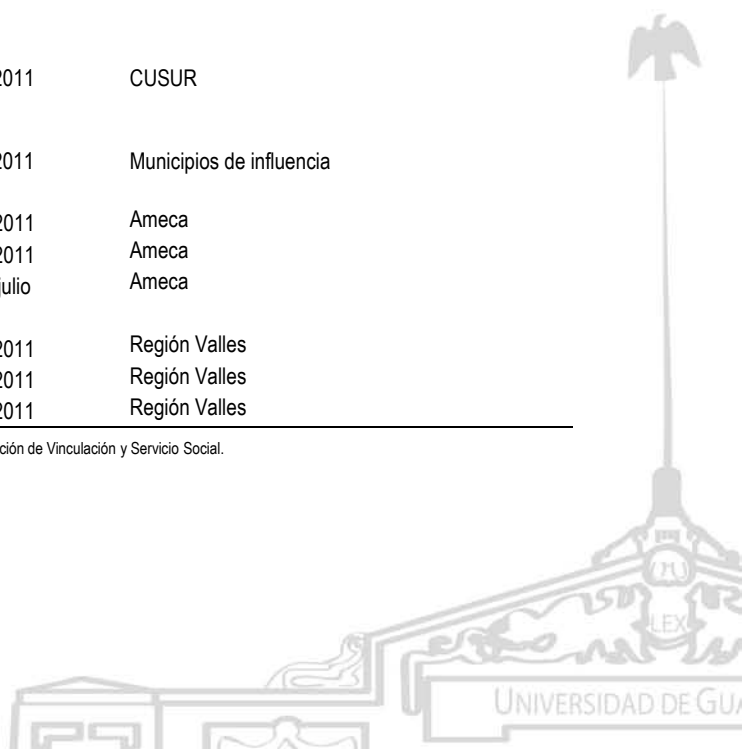 2011 CUSUR
2011 Municipios de influencia
2011 Ameca
2011 Ameca
julio Ameca
2011 Región Valles
2011 Región Valles
2011 Región Valles
ción de Vinculación y Servicio Social.
LEX
UNIVERSIDAD DE GUA